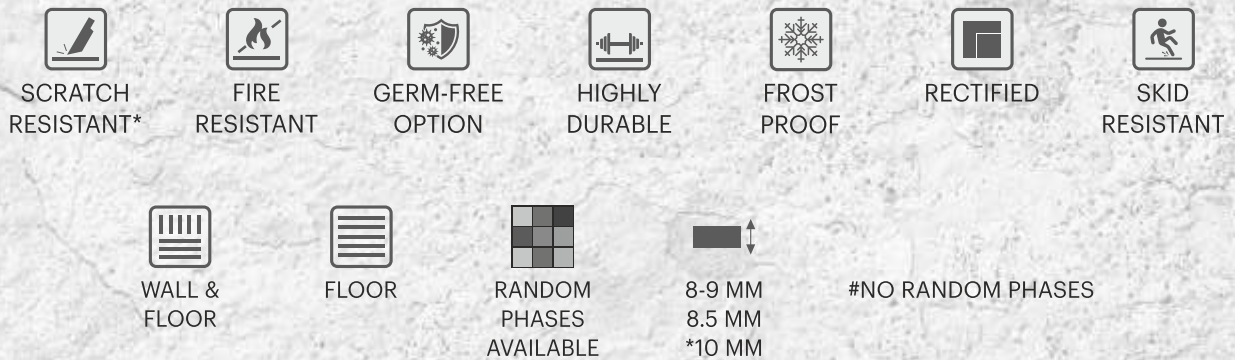 SCRATCH
RESISTANT*
FIRE
RESISTANT
GERM-FREE
OPTION
HIGHLY
DURABLE
FROST
PROOF
RECTIFIED
SKID
RESISTANT
WALL &
FLOOR
FLOOR
RANDOM
PHASES
AVAILABLE
8-9 MM
8.5 MM
*10 MM
#NO RANDOM PHASES